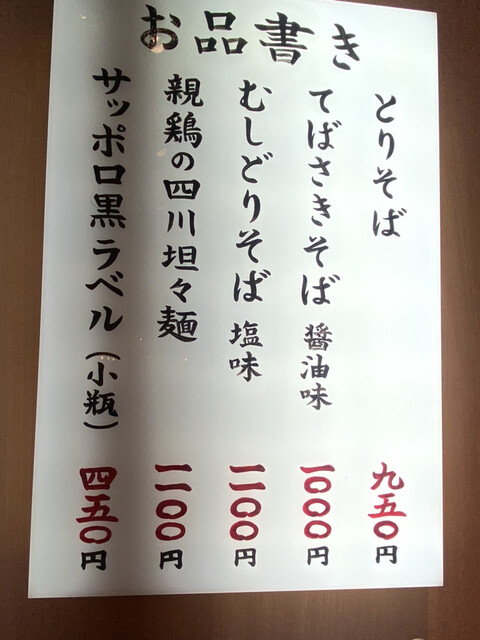 お品書き
とりそば 九五〇円
てばさきそば 醤油味 一〇〇〇円
むしどりそば 塩味 一一〇〇円
親鶏の四川坦々麺 一一〇〇円
サッポロ黒ラベル（小瓶） 四五〇円